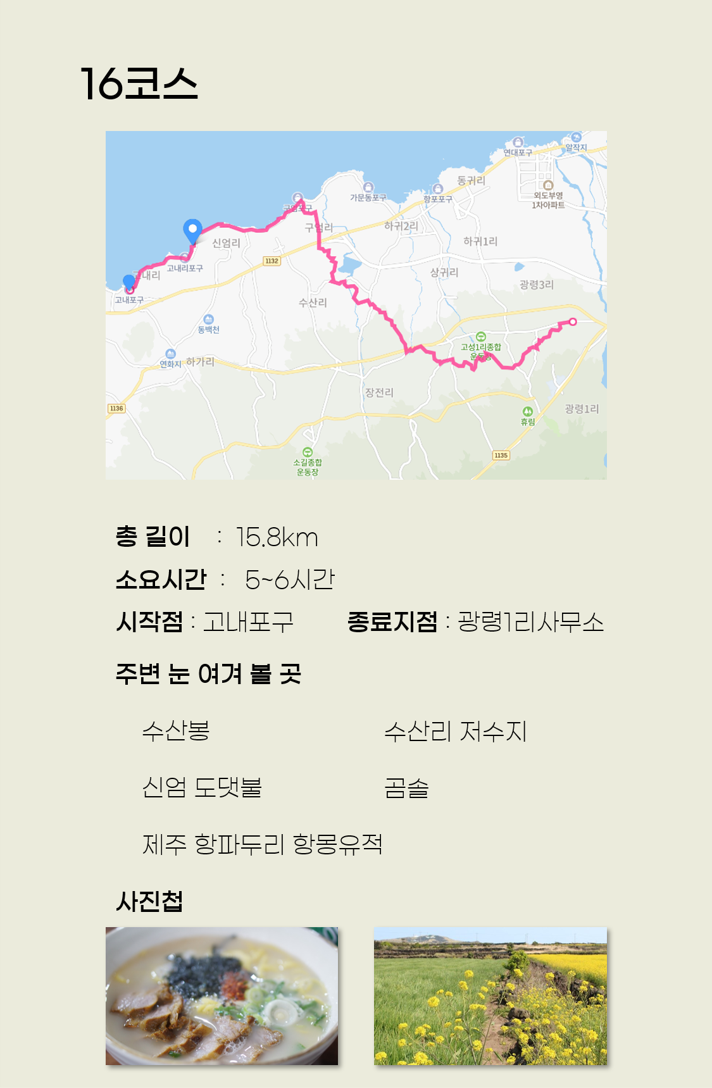 16코스
연대포구
알작지
외도부영
1차아파트
동귀리
가문동포구
향포포구
구엄리
하귀2리
하귀1리
신엄리
1132
고내리포구
상귀리
고내포구
수산리
광령3리
동백천
고성1리종합
연화지
하가리
장전리
1136
휴림
광령1리
소길종합
운동장
1135
총 길이 : 15.8km
소요시간 : 5~6시간
시작점 : 고내포구 종료지점 : 광령1리사무소
주변 눈 여겨 볼 곳
수산봉 수산리 저수지
신엄 도댓불 곰솔
제주 항파두리 항몽유적
사진첩